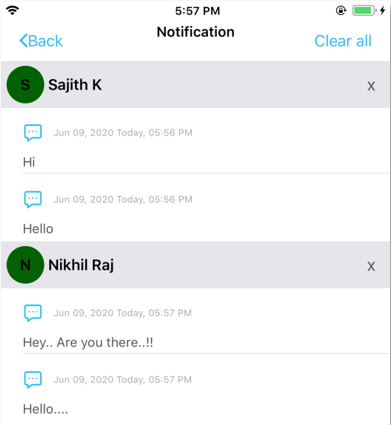 5:57 PM
Back Notification Clear all
S Sajith K x
Jun 09, 2020 Today, 05:56 PM
Hi
Jun 09, 2020 Today, 05:56 PM
Hello
N Nikhil Raj x
Jun 09, 2020 Today, 05:57 PM
Hey.. Are you there..!!
Jun 09, 2020 Today, 05:57 PM
Hello....